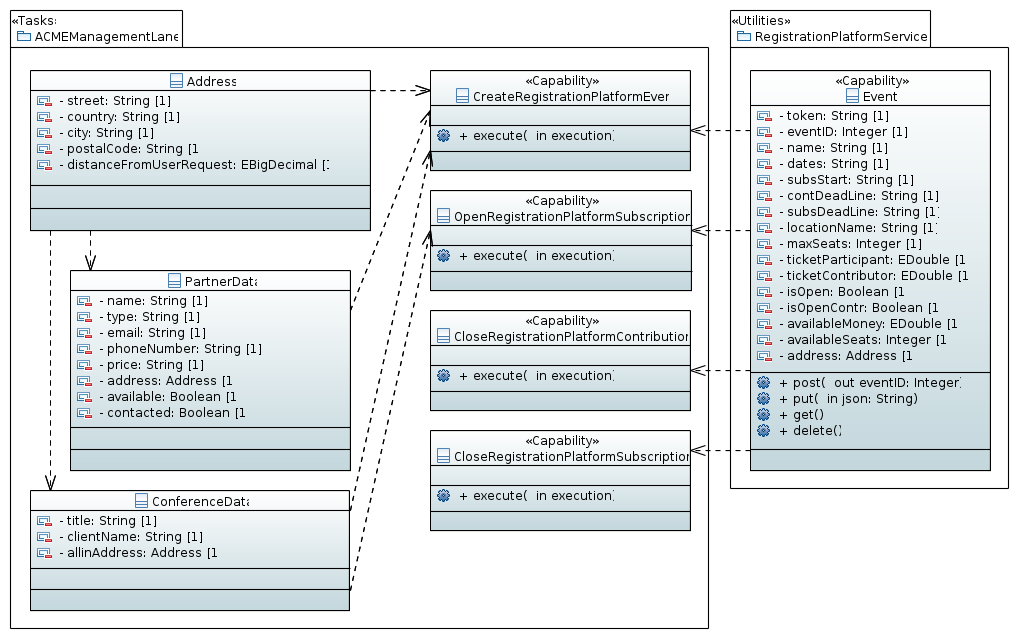 «Tasks:
ACMEManagementLane
Address
- street: String [1]
- country: String [1]
- city: String [1]
- postalCode: String [1
- distanceFromUserRequest: EBigDecimal [1
PartnerData
- name: String [1]
- type: String [1]
- email: String [1]
- phoneNumber: String [1]
- price: String [1]
- address: Address [1
- available: Boolean [1
- contacted: Boolean [1
ConferenceData
- title: String [1]
- clientName: String [1]
- allinAddress: Address [1
«Capability»
CreateRegistrationPlatformEver
+ execute( in execution)
«Capability»
OpenRegistrationPlatformSubscription
+ execute( in execution)
«Capability»
CloseRegistrationPlatformContribution
+ execute( in execution)
«Capability»
CloseRegistrationPlatformSubscription
+ execute( in execution)
«Utilities»
RegistrationPlatformService
«Capability»
Event
- token: String [1]
- eventID: Integer [1]
- name: String [1]
- dates: String [1]
- subsStart: String [1]
- contDeadLine: String [1]
- subsDeadLine: String [1]
- locationName: String [1]
- maxSeats: Integer [1]
- ticketParticipant: EDouble [1
- ticketContributor: EDouble [1
- isOpen: Boolean [1
- isOpenContr: Boolean [1
- availableMoney: EDouble [1
- availableSeats: Integer [1
- address: Address [1
+ post( out eventID: Integer)
+ put( in json: String)
+ get()
+ delete()